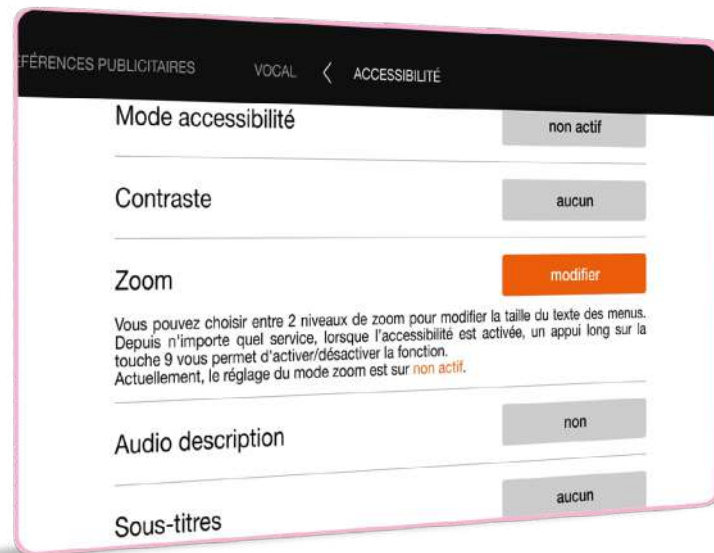 ÉFÉRENCES PUBLICITAIRES VOCAL < ACCESSIBILITÉ
Mode accessibilité non actif
Contraste aucun
Zoom modifier
Vous pouvez choisir entre 2 niveaux de zoom pour modifier la taille du texte des menus.
Depuis n'importe quel service, lorsque l'accessibilité est activée, un appui long sur la
touche 9 vous permet d'activer/désactiver la fonction.
Actuellement, le réglage du mode zoom est sur non actif.
Audio description non
Sous-titres aucun